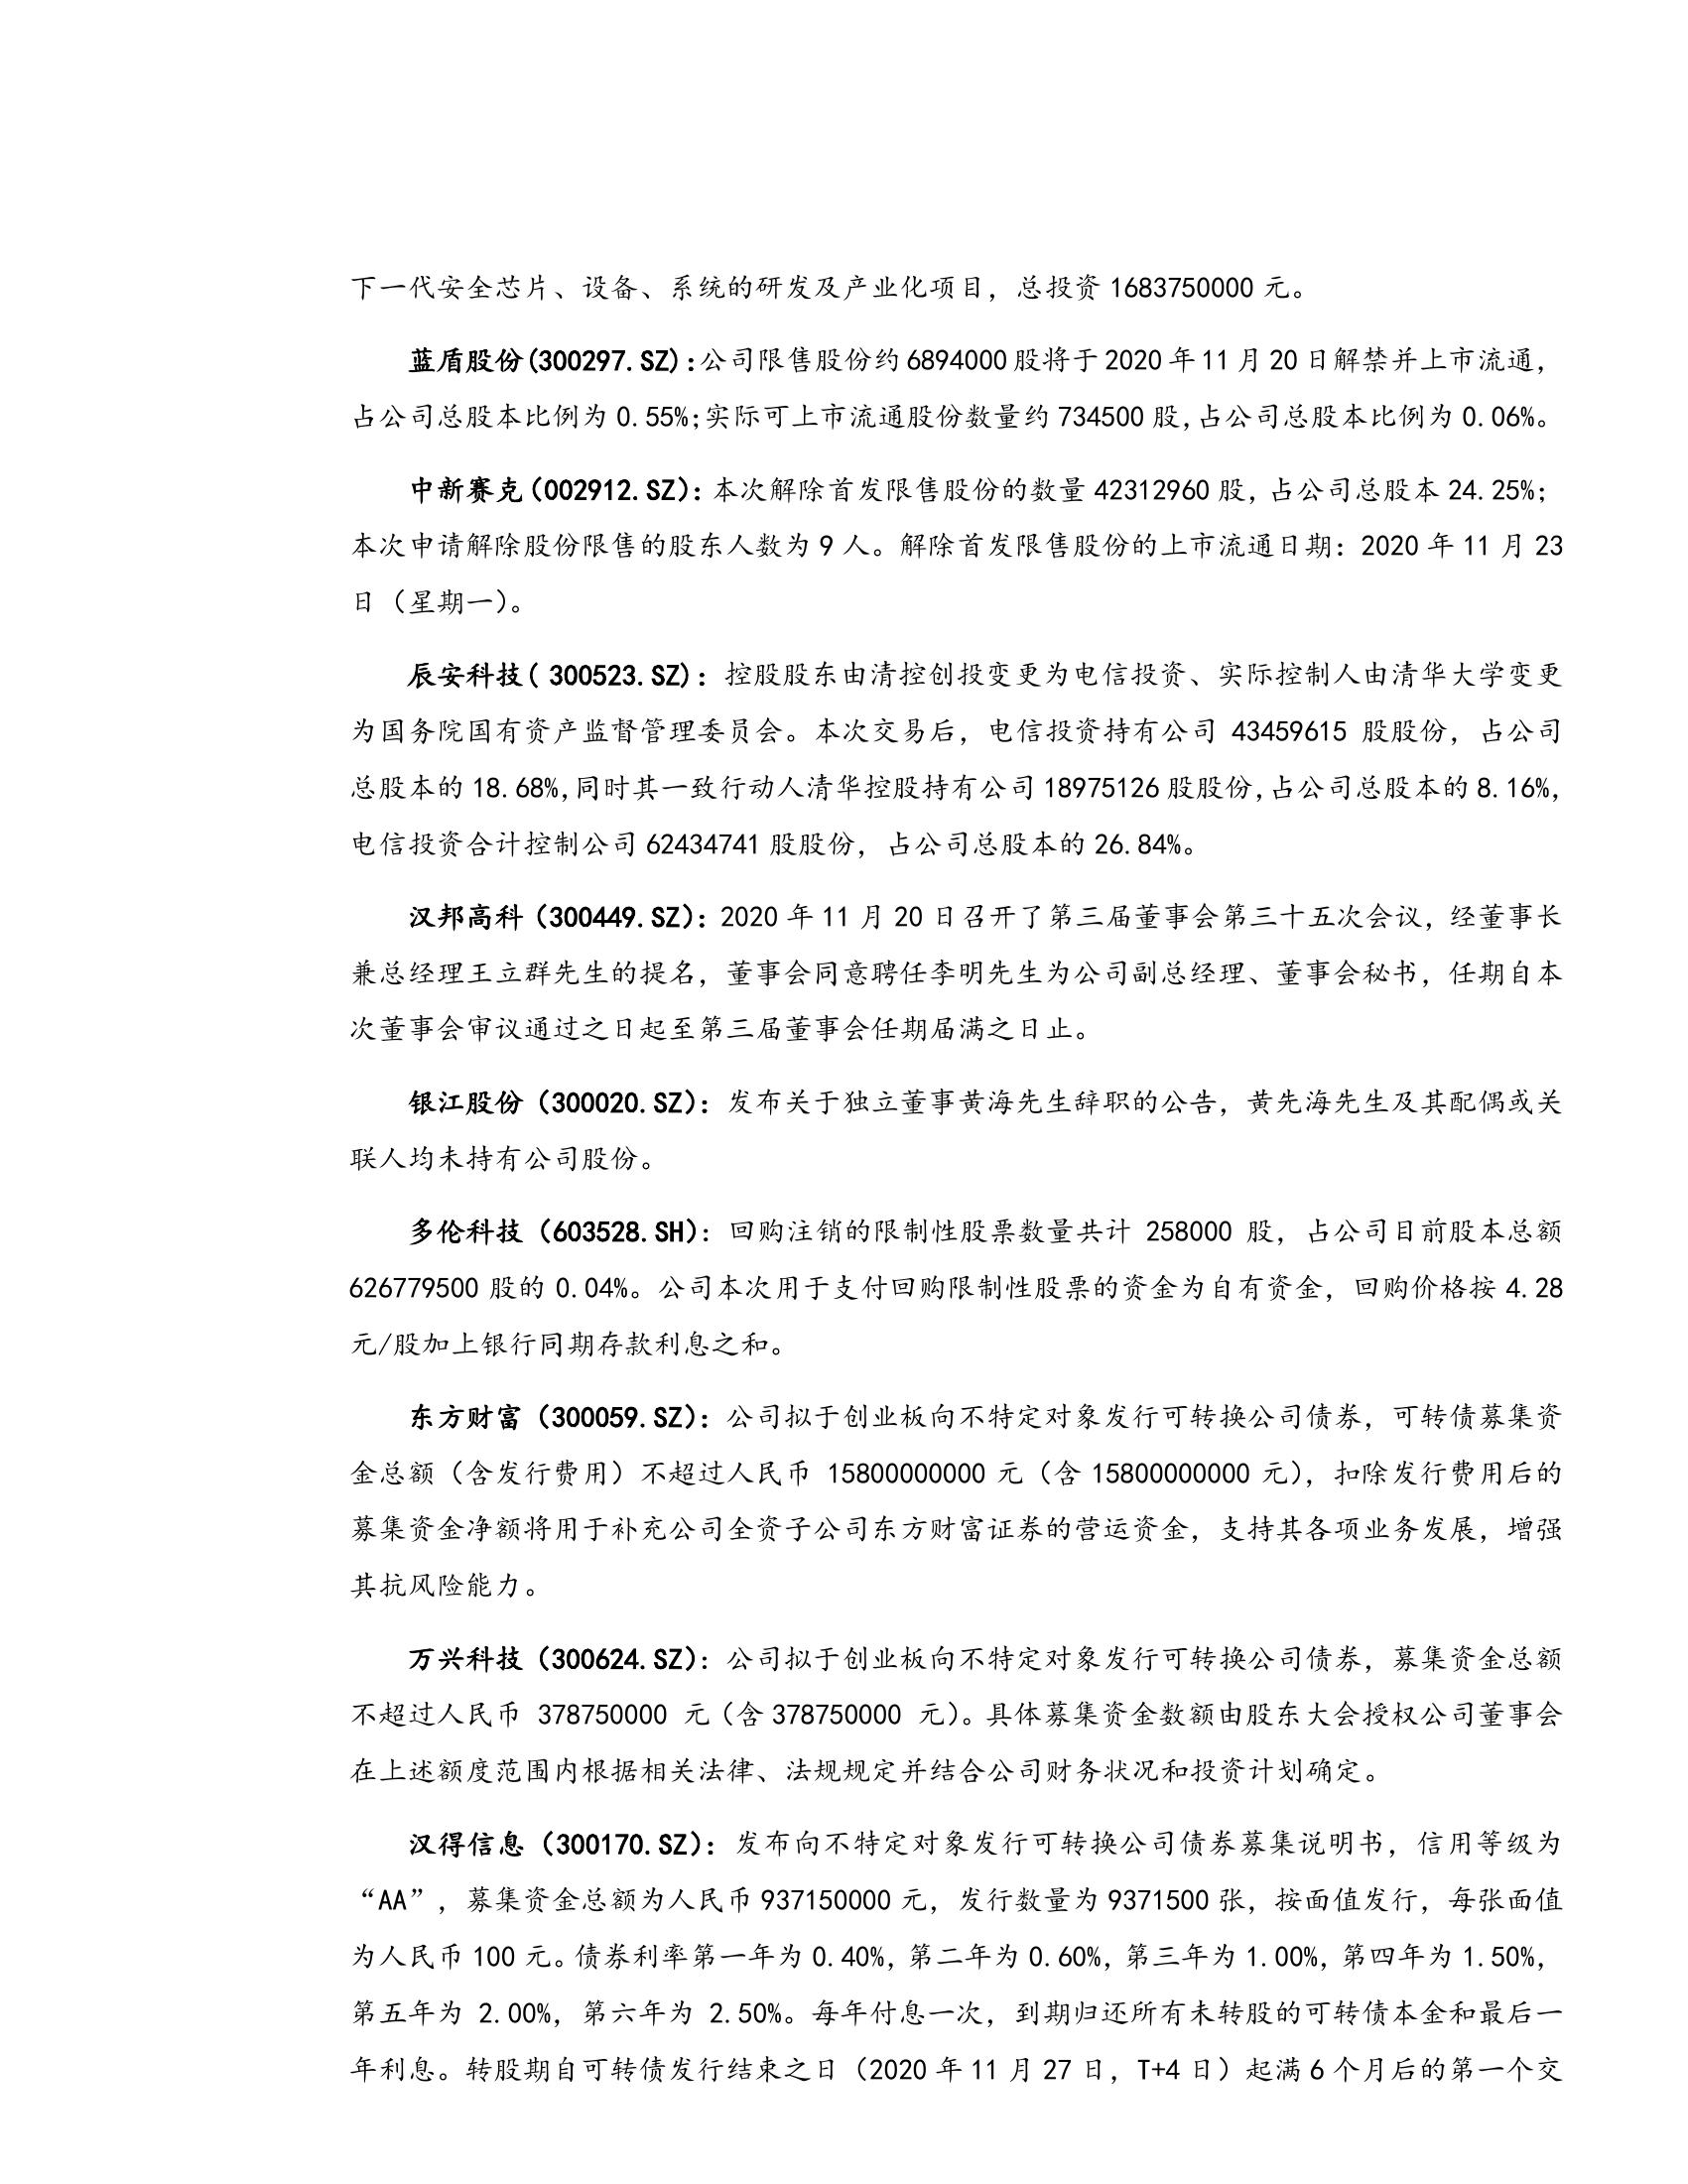 下一代安全芯片、设备、系统的研发及产业化项目，总投资 1683750000 元。
蓝盾股份(300297.SZ):公司限售股份约 6894000 股将于 2020 年 11 月 20 日解禁并上市流通，
占公司总股本比例为 0.55%;实际可上市流通股份数量约 734500 股,占公司总股本比例为 0.06%。
中新赛克（002912.SZ）：本次解除首发限售股份的数量 42312960 股，占公司总股本 24.25%；
本次申请解除股份限售的股东人数为 9 人。解除首发限售股份的上市流通日期：2020 年 11 月 23
日（星期一）。
辰安科技( 300523.SZ)：控股股东由清控创投变更为电信投资、实际控制人由清华大学变更
为国务院国有资产监督管理委员会。本次交易后，电信投资持有公司 43459615 股股份，占公司
总股本的 18.68%,同时其一致行动人清华控股持有公司 18975126 股股份,占公司总股本的 8.16%,
电信投资合计控制公司 62434741 股股份，占公司总股本的 26.84%。
汉邦高科（300449.SZ）：2020 年 11 月 20 日召开了第三届董事会第三十五次会议，经董事长
兼总经理王立群先生的提名，董事会同意聘任李明先生为公司副总经理、董事会秘书，任期自本
次董事会审议通过之日起至第三届董事会任期届满之日止。
银江股份（300020.SZ）：发布关于独立董事黄海先生辞职的公告，黄先海先生及其配偶或关
联人均未持有公司股份。
多伦科技（603528.SH）：回购注销的限制性股票数量共计 258000 股，占公司目前股本总额
626779500 股的 0.04%。公司本次用于支付回购限制性股票的资金为自有资金，回购价格按 4.28
元/股加上银行同期存款利息之和。
东方财富（300059.SZ）：公司拟于创业板向不特定对象发行可转换公司债券，可转债募集资
金总额（含发行费用）不超过人民币 15800000000 元（含 15800000000 元），扣除发行费用后的
募集资金净额将用于补充公司全资子公司东方财富证券的营运资金，支持其各项业务发展，增强
其抗风险能力。
万兴科技（300624.SZ）：公司拟于创业板向不特定对象发行可转换公司债券，募集资金总额
不超过人民币 378750000 元（含 378750000 元）。具体募集资金数额由股东大会授权公司董事会
在上述额度范围内根据相关法律、法规规定并结合公司财务状况和投资计划确定。
汉得信息（300170.SZ）：发布向不特定对象发行可转换公司债券募集说明书，信用等级为
“AA”，募集资金总额为人民币 937150000 元，发行数量为 9371500 张，按面值发行，每张面值
为人民币 100 元。债券利率第一年为 0.40%，第二年为 0.60%，第三年为 1.00%，第四年为 1.50%，
第五年为 2.00%，第六年为 2.50%。每年付息一次，到期归还所有未转股的可转债本金和最后一
年利息。转股期自可转债发行结束之日（2020 年 11 月 27 日，T+4 日）起满 6 个月后的第一个交